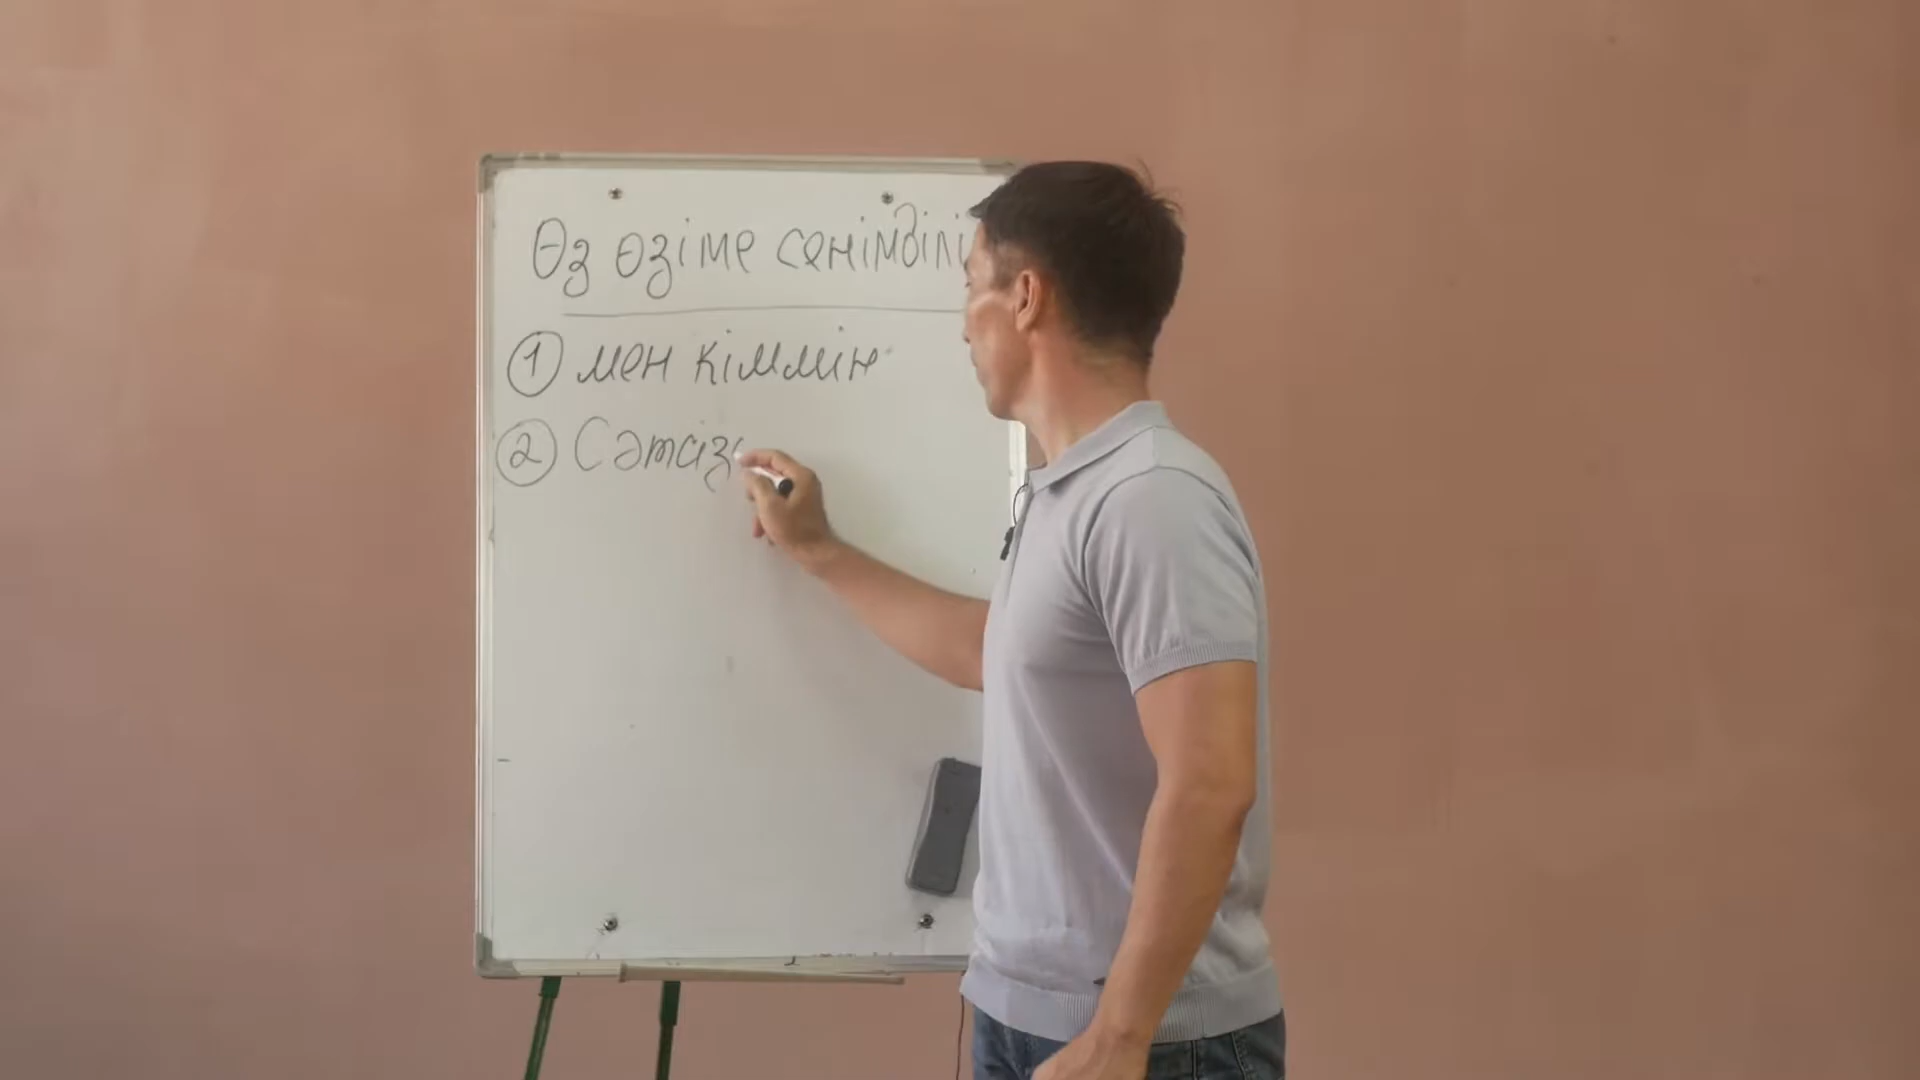 Өз өзіме сенімділі
① мен кіммін
② Сәтсіз